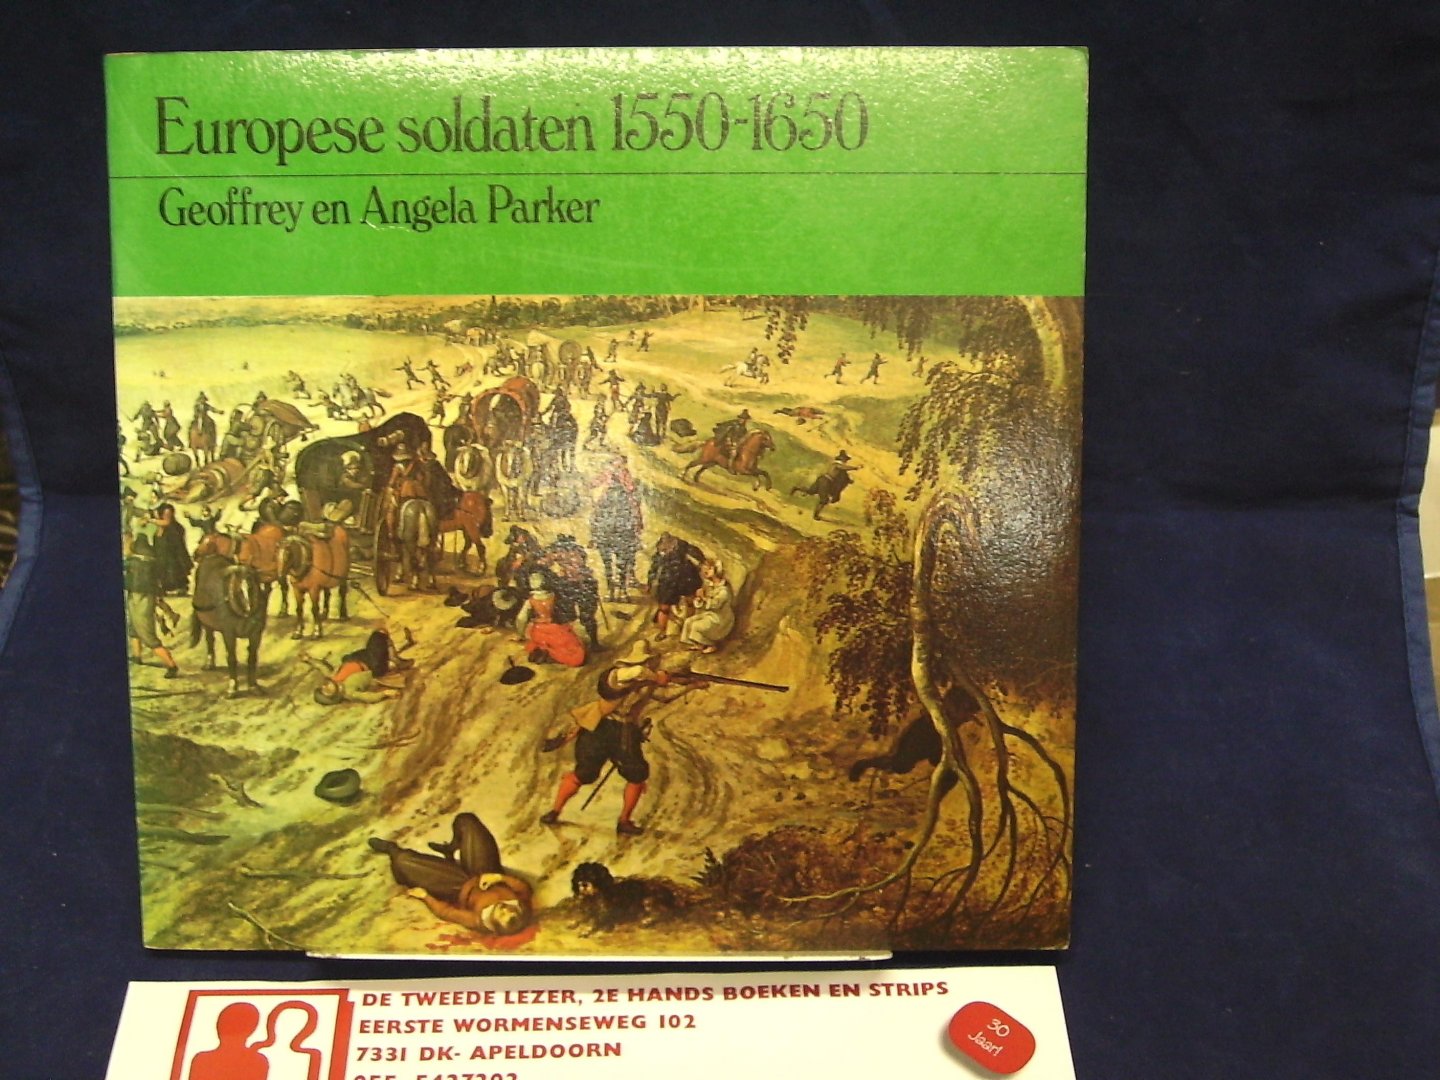 Europese soldaten 1550-1650
Geoffrey en Angela Parker
DE TWEEDE LEZER, 2E HANDS BOEKEN EN STRIPS
EERSTE WORMENSEWEG 102
7331 DK- APELDOORN
30
Jaar!